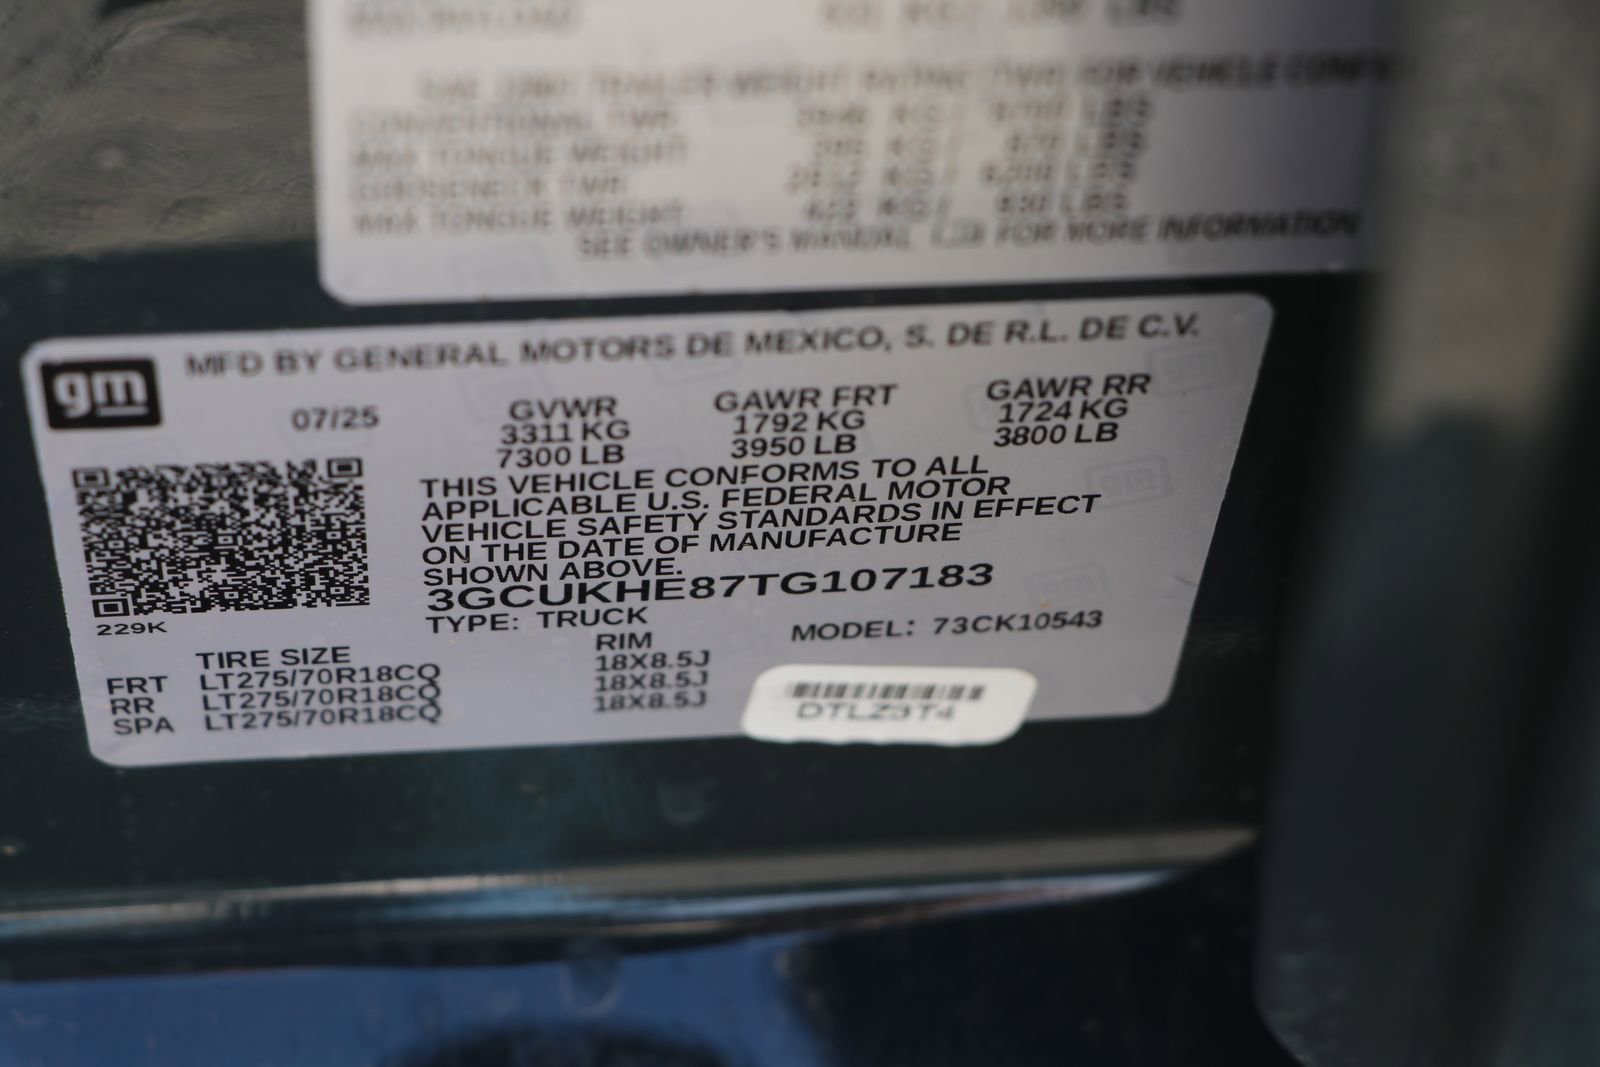 MAX TONGUE WEIGHT
SEE OWNER'S MANUAL FOR MORE INFORMATION
gm
MFD BY GENERAL MOTORS DE MEXICO, S. DE R.L. DE C.V.
07/25 GVWR GAWR FRT GAWR RR
3311 KG 1792 KG 1724 KG
7300 LB 3950 LB 3800 LB
THIS VEHICLE CONFORMS TO ALL
APPLICABLE U.S. FEDERAL MOTOR
VEHICLE SAFETY STANDARDS IN EFFECT
ON THE DATE OF MANUFACTURE
SHOWN ABOVE.
3GCUKHE87TG107183
229K
TYPE: TRUCK MODEL: 73CK10543
TIRE SIZE RIM
FRT LT275/70R18CQ 18X8.5J
RR LT275/70R18CQ 18X8.5J
SPA LT275/70R18CQ 18X8.5J
DTLZ3T4